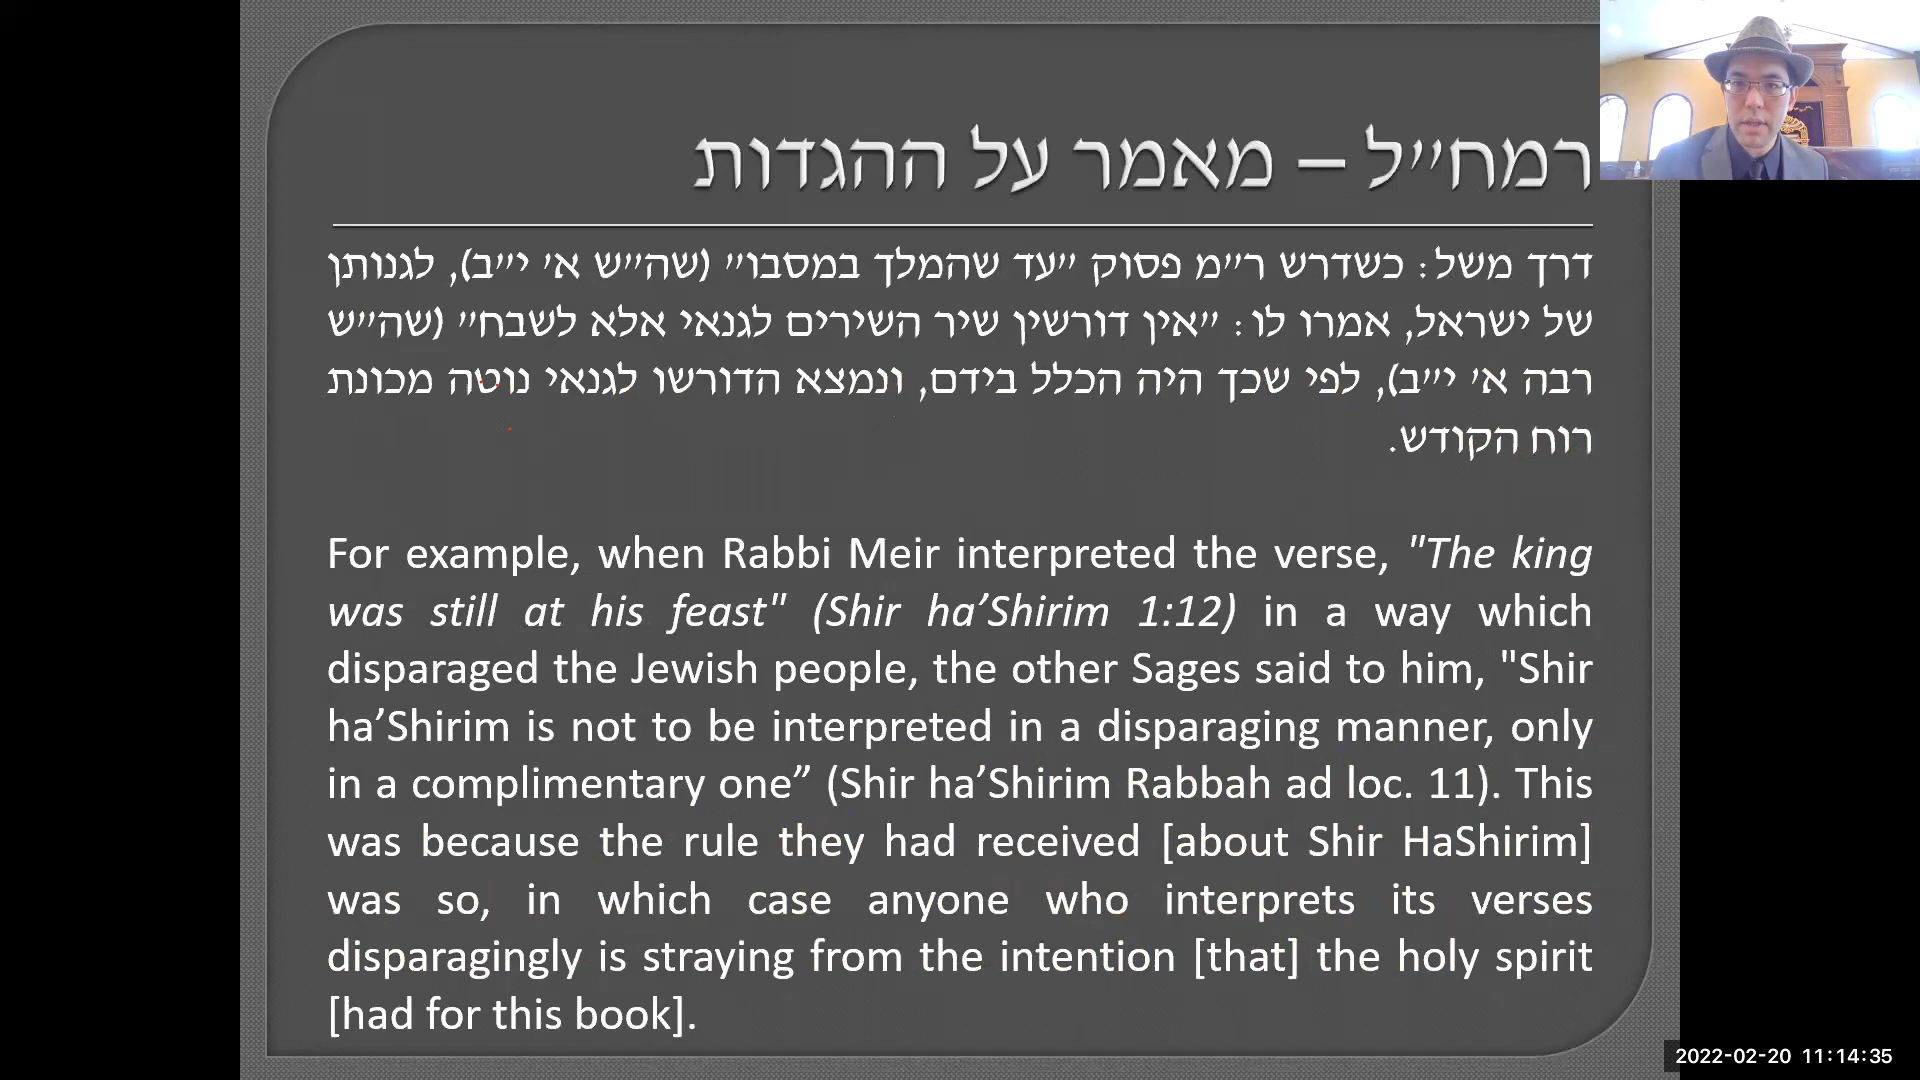 רמח״ל – מאמר על ההגדות
דרך משל: כשדרש ר״מ פסוק ״עד שהמלך במסבו״ (שה״ש א׳ י״ב), לגנותן
של ישראל, אמרו לו: ״אין דורשין שיר השירים לגנאי אלא לשבח״ (שה״ש
רבה א׳ י״ב), לפי שכך היה הכלל בידם, ונמצא הדורשו לגנאי נוטה מכונת
רוח הקודש.
For example, when Rabbi Meir interpreted the verse, "The king
was still at his feast" (Shir ha’Shirim 1:12) in a way which
disparaged the Jewish people, the other Sages said to him, "Shir
ha’Shirim is not to be interpreted in a disparaging manner, only
in a complimentary one” (Shir ha’Shirim Rabbah ad loc. 11). This
was because the rule they had received [about Shir HaShirim]
was so, in which case anyone who interprets its verses
disparagingly is straying from the intention [that] the holy spirit
[had for this book].
2022-02-20 11:14:35